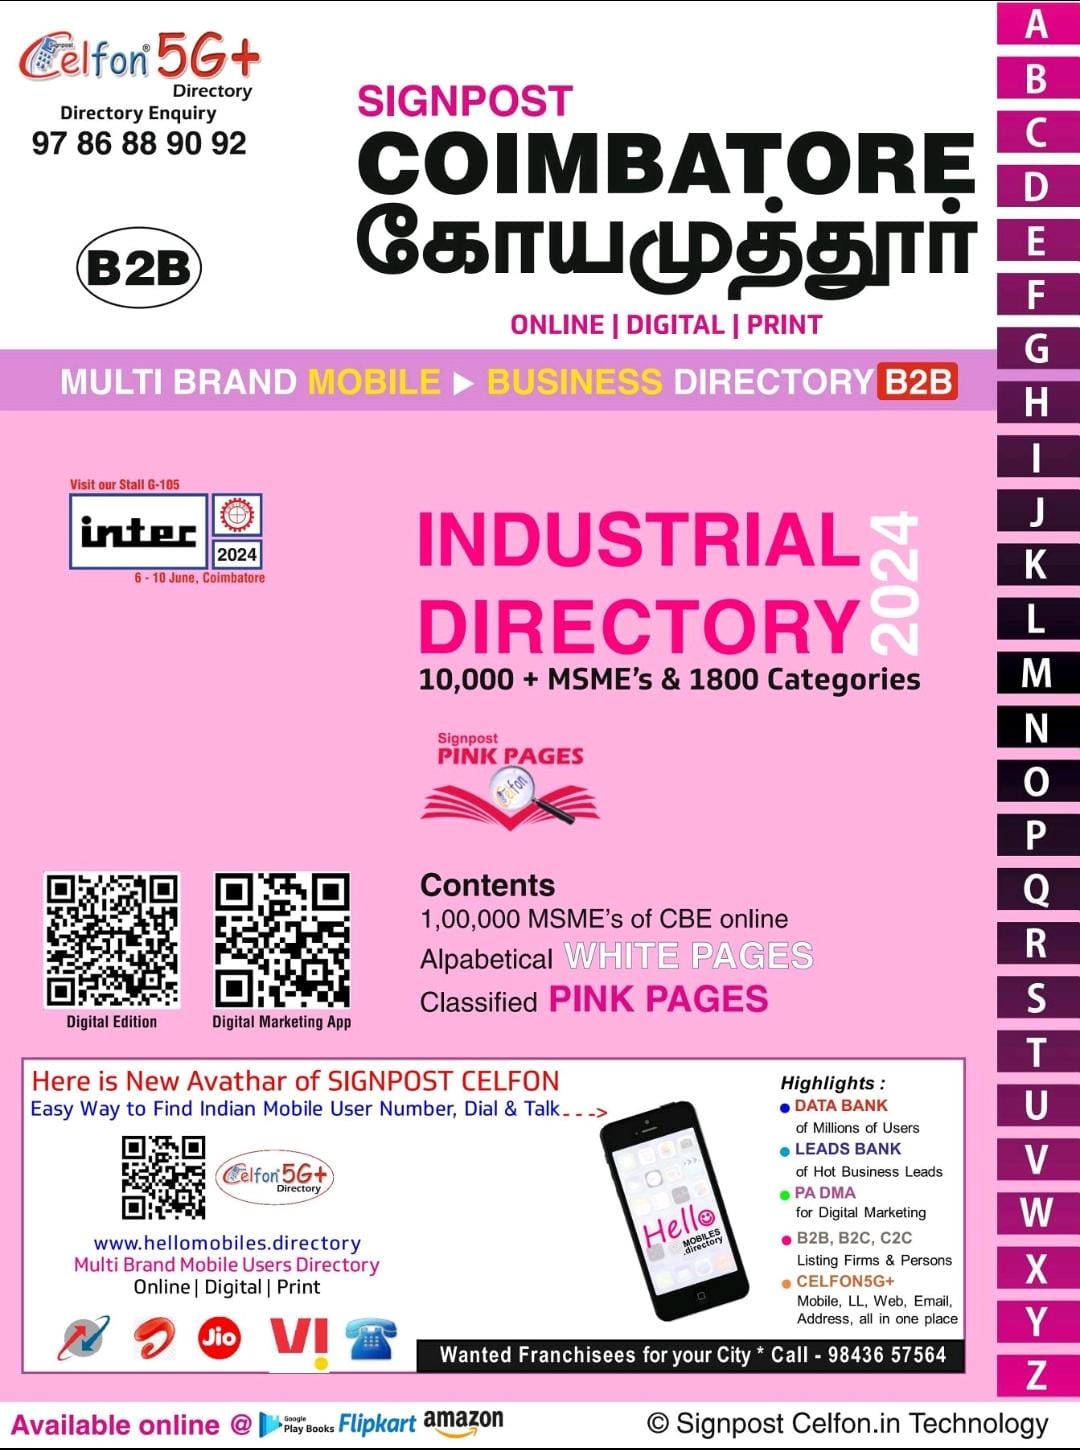 Signpost
Celfon® 5G+
Directory
Directory Enquiry
97 86 88 90 92
B2B
SIGNPOST
COIMBATORE
கோயமுத்தூர்
ONLINE | DIGITAL | PRINT
MULTI BRAND MOBILE ▶ BUSINESS DIRECTORY B2B
Visit our Stall G-105
intec
2024
6 - 10 June, Coimbatore
INDUSTRIAL
DIRECTORY
2024
10,000 + MSME's & 1800 Categories
Signpost
PINK PAGES
Celfon
Digital Edition
Digital Marketing App
Contents
1,00,000 MSME's of CBE online
Alpabetical WHITE PAGES
Classified PINK PAGES
Here is New Avathar of SIGNPOST CELFON
Easy Way to Find Indian Mobile User Number, Dial & Talk - - - ->
Celfon® 5G+
Directory
www.hellomobiles.directory
Multi Brand Mobile Users Directory
Online | Digital | Print
Jio
VI
Hello
MOBILES
.directory
Highlights :
DATA BANK
of Millions of Users
LEADS BANK
of Hot Business Leads
PA DMA
for Digital Marketing
B2B, B2C, C2C
Listing Firms & Persons
CELFON5G+
Mobile, LL, Web, Email,
Address, all in one place
Wanted Franchisees for your City * Call - 98436 57564
Available online @ Google Play Books Flipkart amazon
© Signpost Celfon.in Technology
A
B
C
D
E
F
G
H
I
J
K
L
M
N
O
P
Q
R
S
T
U
V
W
X
Y
Z